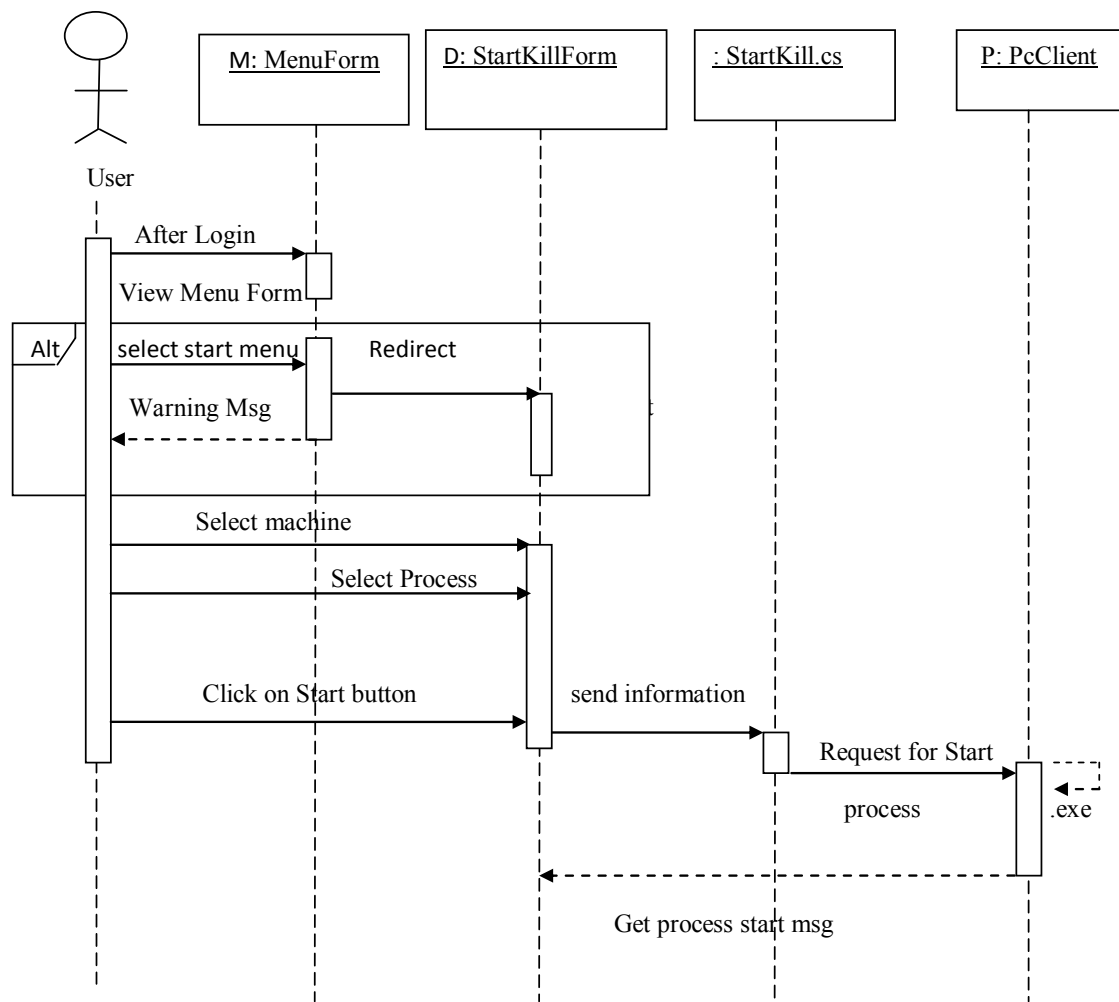 M: MenuForm
D: StartKillForm
: StartKill.cs
P: PcClient
User
After Login
View Menu Form
Alt
select start menu
Redirect
Warning Msg
Select machine
Select Process
Click on Start button
send information
Request for Start
process
.exe
Get process start msg